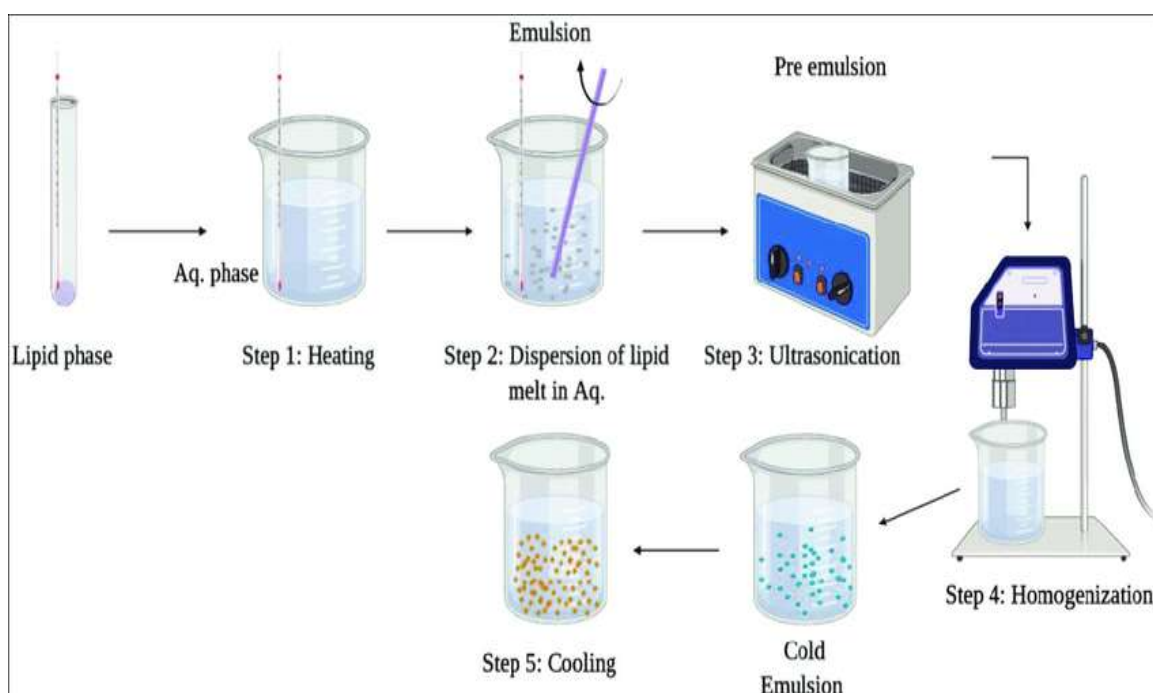 Emulsion
Pre emulsion
Aq. phase
Lipid phase
Step 1: Heating
Step 2: Dispersion of lipid
melt in Aq.
Step 3: Ultrasonication
Step 4: Homogenization
Step 5: Cooling
Cold
Emulsion